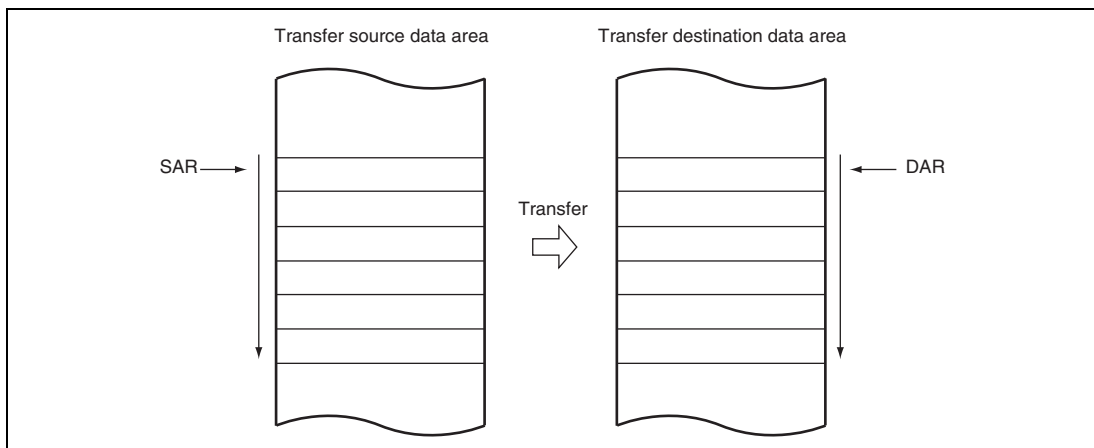 Transfer source data area
Transfer destination data area
SAR
DAR
Transfer